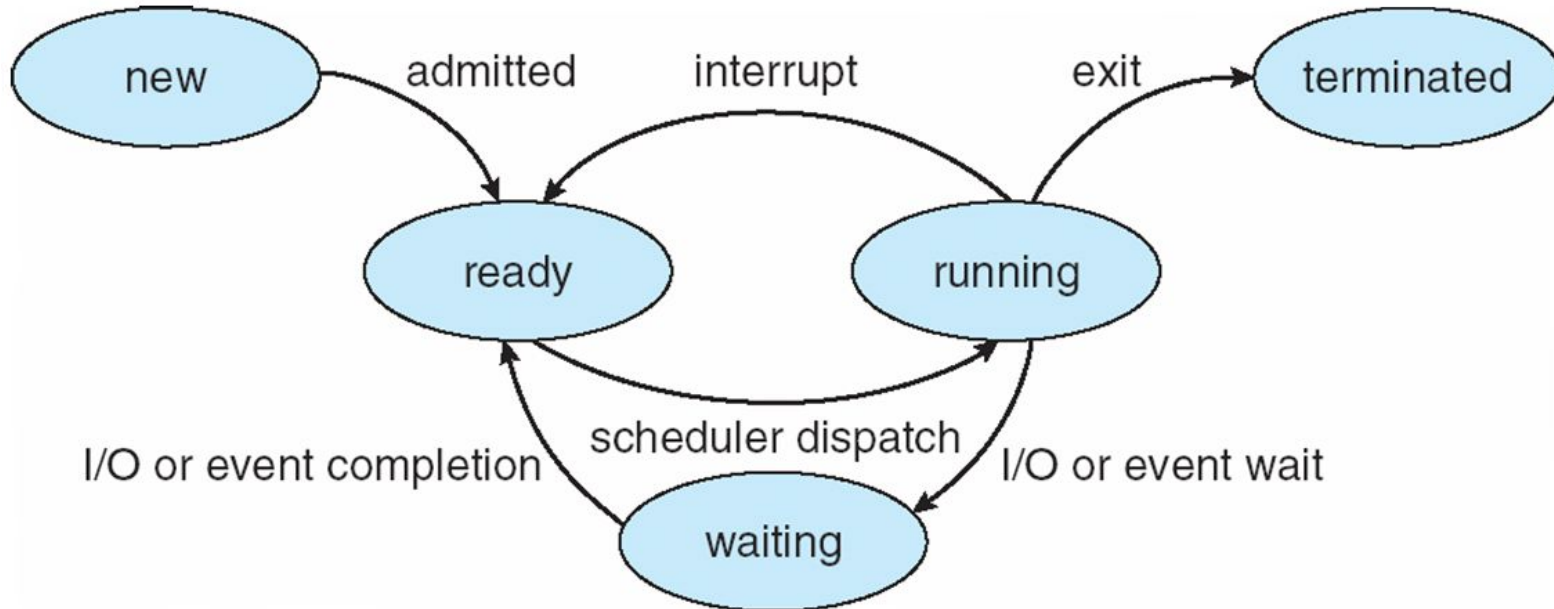 new
admitted
interrupt
exit
terminated
ready
running
scheduler dispatch
I/O or event completion
I/O or event wait
waiting